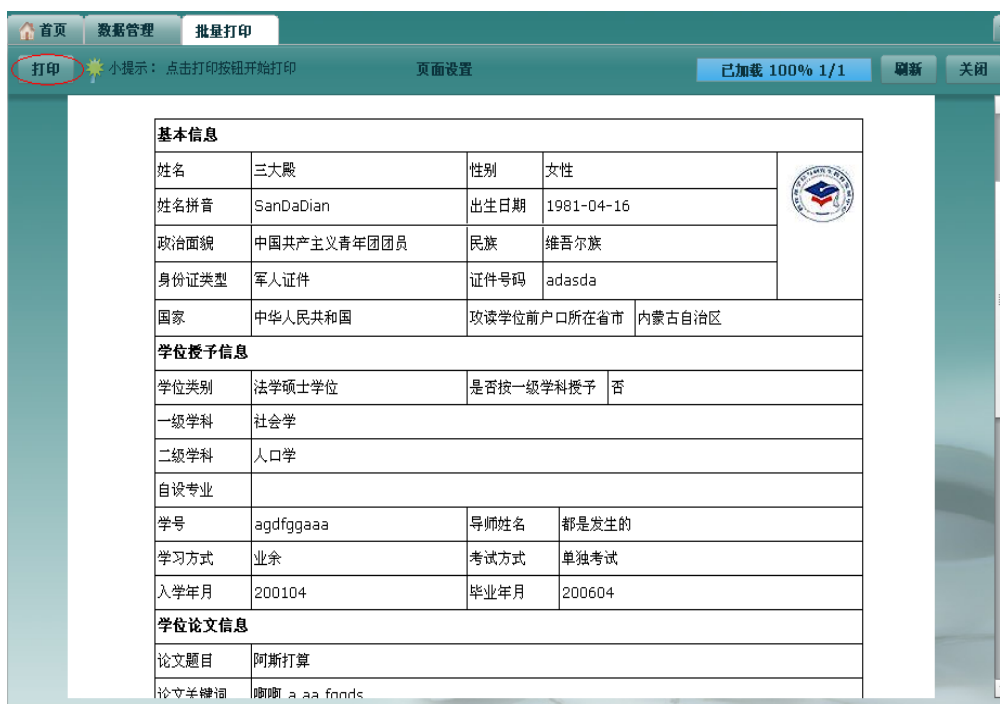 首页 数据管理 批量打印
打印 小提示： 点击打印按钮开始打印 页面设置 已加载 100% 1/1 刷新 关闭
基本信息
姓名 三大殿 性别 女性
姓名拼音 SanDaDian 出生日期 1981-04-16
政治面貌 中国共产主义青年团团员 民族 维吾尔族
身份证类型 军人证件 证件号码 adasda
国家 中华人民共和国 攻读学位前户口所在省市 内蒙古自治区
学位授予信息
学位类别 法学硕士学位 是否按一级学科授予 否
一级学科 社会学
二级学科 人口学
自设专业
学号 agdfggaaa 导师姓名 都是发生的
学习方式 业余 考试方式 单独考试
入学年月 200104 毕业年月 200604
学位论文信息
论文题目 阿斯打算
论文关键词 啊啊 a aa fggds